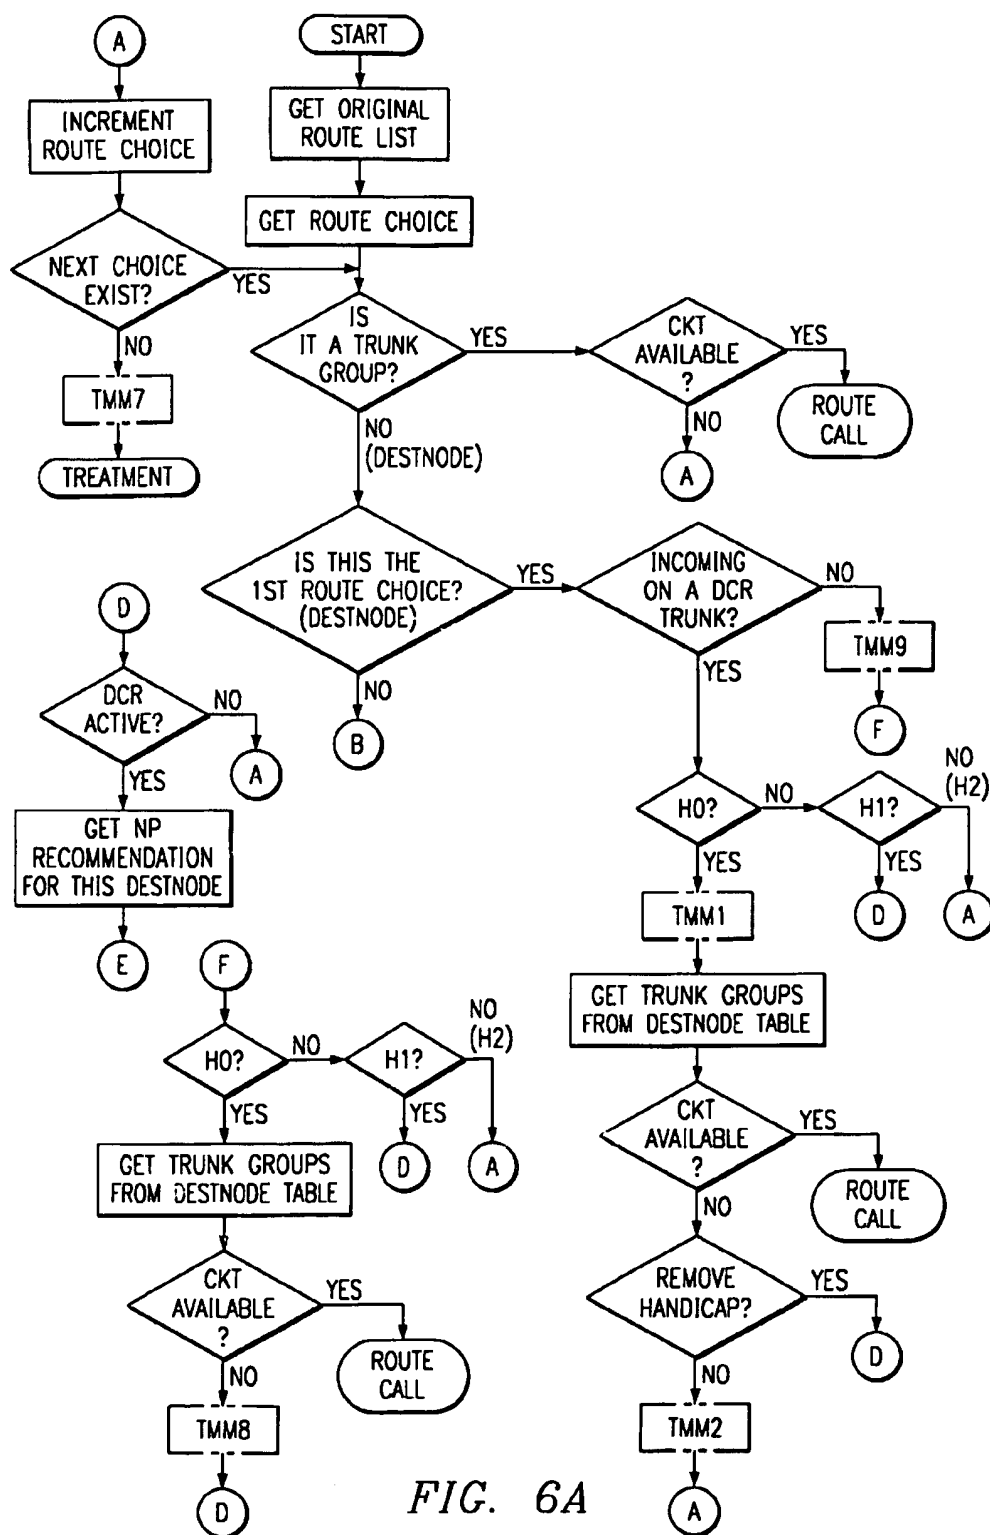 A
INCREMENT
ROUTE CHOICE
NEXT CHOICE
EXIST?
YES
NO
TMM7
TREATMENT
START
GET ORIGINAL
ROUTE LIST
GET ROUTE CHOICE
IS
IT A TRUNK
GROUP?
YES
NO
(DESTNODE)
CKT
AVAILABLE
?
YES
ROUTE
CALL
NO
A
IS THIS THE
1ST ROUTE CHOICE?
(DESTNODE)
YES
NO
B
INCOMING
ON A DCR
TRUNK?
NO
TMM9
F
YES
D
DCR
ACTIVE?
NO
A
YES
GET NP
RECOMMENDATION
FOR THIS DESTNODE
E
H0?
NO
H1?
NO
(H2)
YES
YES
D
A
TMM1
GET TRUNK GROUPS
FROM DESTNODE TABLE
CKT
AVAILABLE
?
YES
ROUTE
CALL
NO
REMOVE
HANDICAP?
YES
D
NO
TMM2
A
F
H0?
NO
H1?
NO
(H2)
YES
YES
D
A
GET TRUNK GROUPS
FROM DESTNODE TABLE
CKT
AVAILABLE
?
YES
ROUTE
CALL
NO
TMM8
D
FIG. 6A